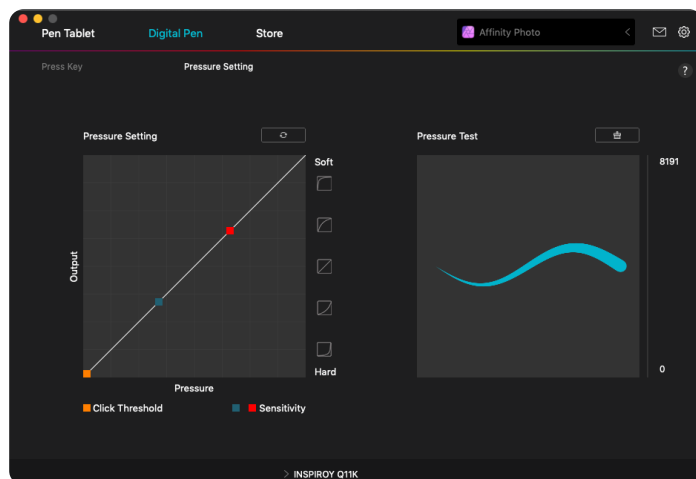 Pen Tablet
Digital Pen
Store
Affinity Photo
Press Key
Pressure Setting
?
Pressure Setting
Pressure Test
Soft
8191
Output
Hard
0
Pressure
Click Threshold
Sensitivity
> INSPIROY Q11K